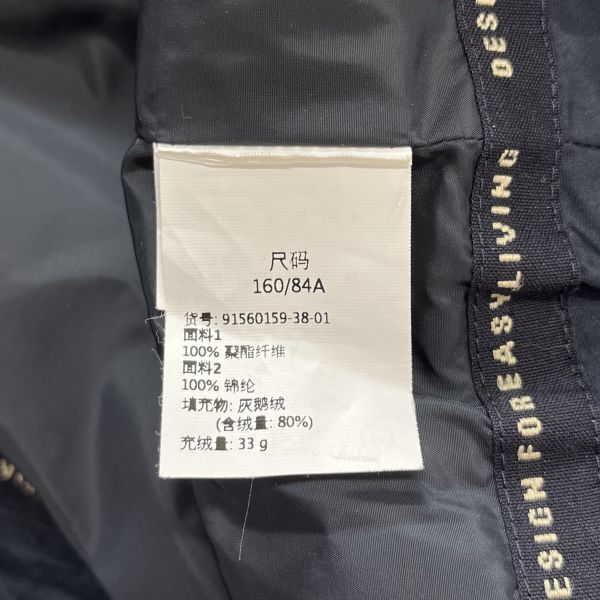 尺码
160/84A
货号: 91560159-38-01
面料1
100% 聚酯纤维
面料2
100% 锦纶
填充物: 灰鹅绒
(含绒量: 80%)
充绒量: 33 g
DESIGN FOR EASY LIVING
DES